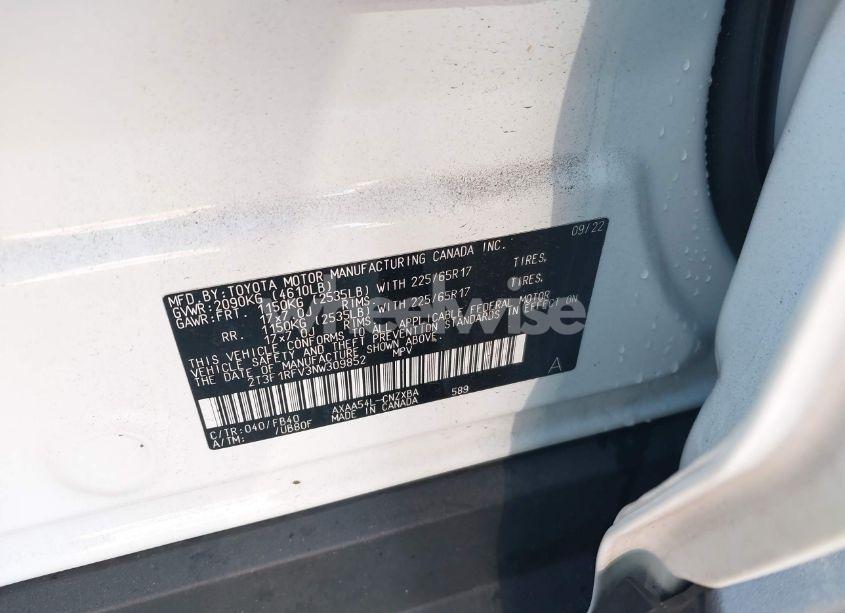 MFD. BY: TOYOTA MOTOR MANUFACTURING CANADA INC. 09/22
GVWR: 2090KG (4610LB)
GAWR: FRT. 1150KG (2535LB) WITH 225/65R17 TIRES,
17x7.0J RIMS,
RR. 1150KG (2535LB) WITH 225/65R17 TIRES,
17x7.0J RIMS,
THIS VEHICLE CONFORMS TO ALL APPLICABLE FEDERAL MOTOR
VEHICLE SAFETY AND THEFT PREVENTION STANDARDS IN EFFECT ON
THE DATE OF MANUFACTURE SHOWN ABOVE.
2T3F1RFV3NW309852 MPV
A
C/TR: 040/FB40 AXAA54L-CNZXBA 589
A/TM: /UB80F MADE IN CANADA
wheelwise